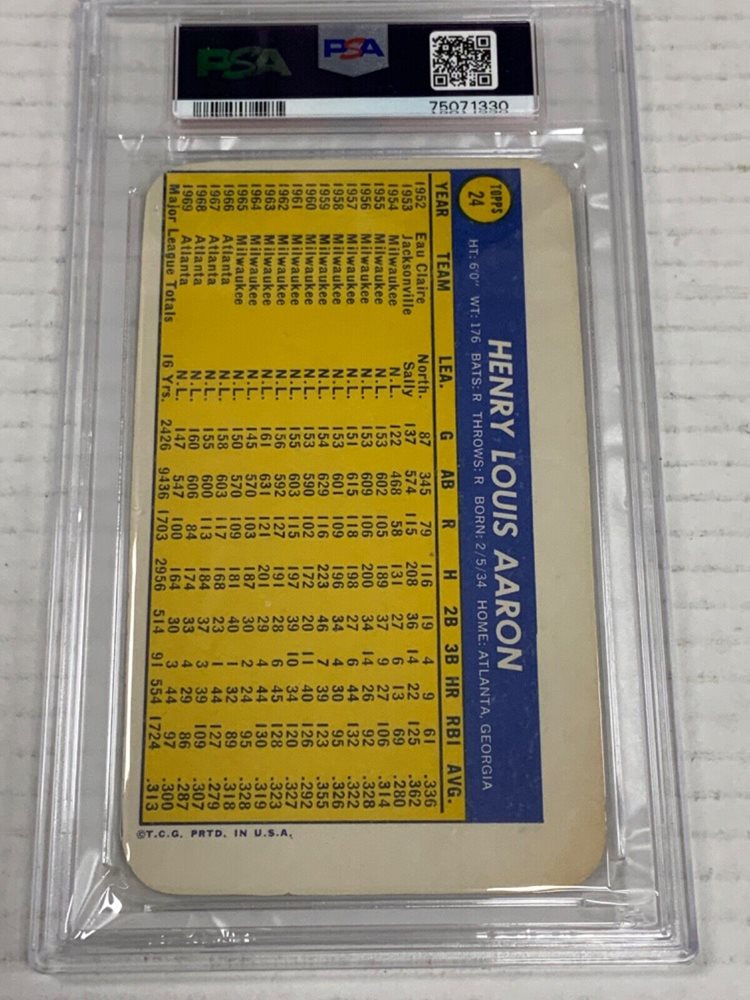 PSA PSA
75071330
TOPPS
24
HENRY LOUIS AARON
HT: 6'0" WT: 176 BATS: R THROWS: R BORN: 2/5/34 HOME: ATLANTA, GEORGIA
YEAR TEAM LEA. G AB R H 2B 3B HR RBI AVG.
1952 Eau Claire North. 87 345 79 116 19 4 9 61 .336
1953 Jacksonville Sally 137 574 115 208 36 14 22 125 .362
1954 Milwaukee N.L. 122 468 58 131 27 6 13 69 .280
1955 Milwaukee N.L. 153 602 105 189 37 9 27 106 .314
1956 Milwaukee N.L. 153 609 106 200 34 14 26 92 .328
1957 Milwaukee N.L. 151 615 118 198 27 6 44 132 .322
1958 Milwaukee N.L. 153 601 109 196 34 4 30 95 .326
1959 Milwaukee N.L. 154 629 116 223 46 7 39 123 .355
1960 Milwaukee N.L. 153 590 102 172 20 11 40 126 .292
1961 Milwaukee N.L. 155 603 115 197 39 10 34 120 .327
1962 Milwaukee N.L. 156 592 127 191 28 6 45 128 .323
1963 Milwaukee N.L. 161 631 121 201 29 4 44 130 .319
1964 Milwaukee N.L. 145 570 103 187 30 2 24 95 .328
1965 Milwaukee N.L. 150 570 109 181 40 1 32 89 .318
1966 Atlanta N.L. 158 603 117 168 23 1 44 127 .279
1967 Atlanta N.L. 155 600 113 184 37 3 39 109 .307
1968 Atlanta N.L. 160 606 84 174 33 4 29 86 .287
1969 Atlanta N.L. 147 547 100 164 30 3 44 97 .300
Major League Totals 16 Yrs. 2426 9436 1703 2956 514 91 554 1724 .313
©T.C.G. PRTD. IN U.S.A.